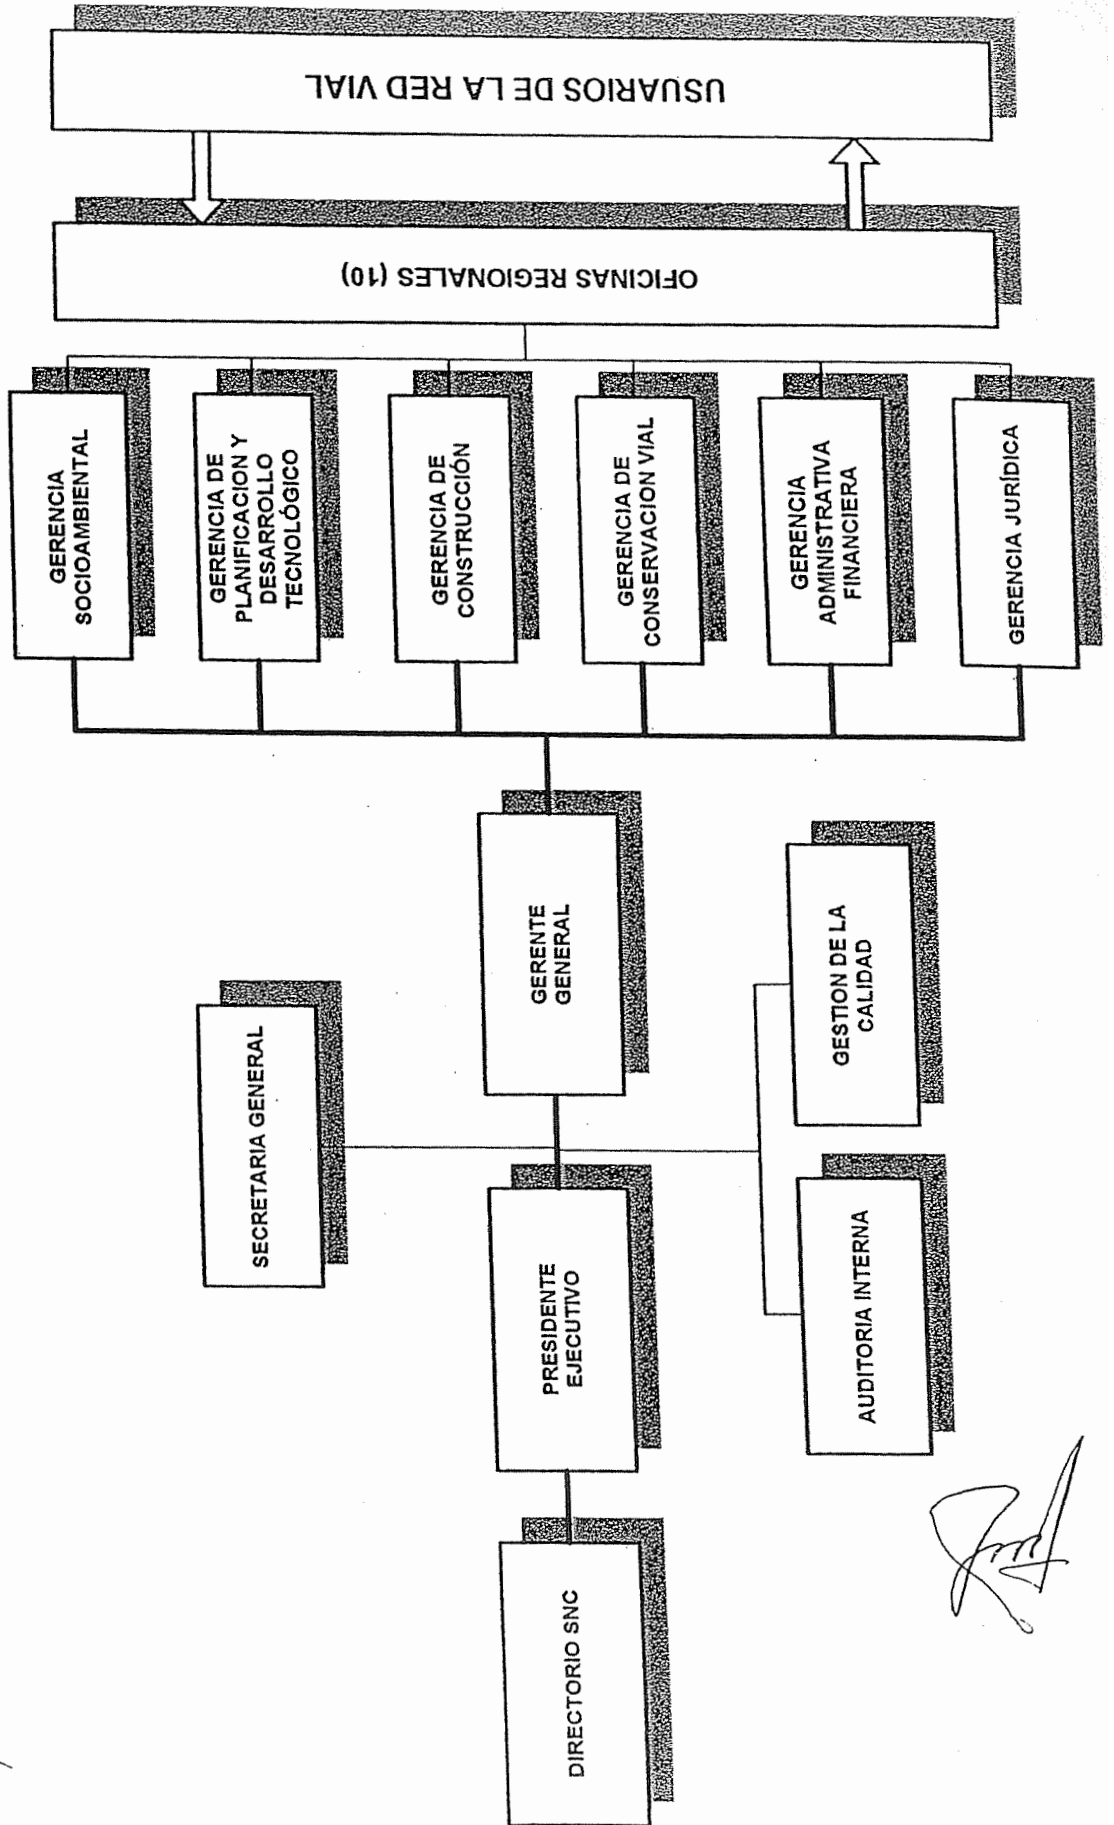 DIRECTORIO SNC
PRESIDENTE
EJECUTIVO
SECRETARIA GENERAL
AUDITORIA INTERNA
GESTION DE LA
CALIDAD
GERENTE
GENERAL
GERENCIA
SOCIOAMBIENTAL
GERENCIA DE
PLANIFICACION Y
DESARROLLO
TECNOLÓGICO
GERENCIA DE
CONSTRUCCIÓN
GERENCIA DE
CONSERVACION VIAL
GERENCIA
ADMINISTRATIVA
FINANCIERA
GERENCIA JURÍDICA
OFICINAS REGIONALES (10)
USUARIOS DE LA RED VIAL